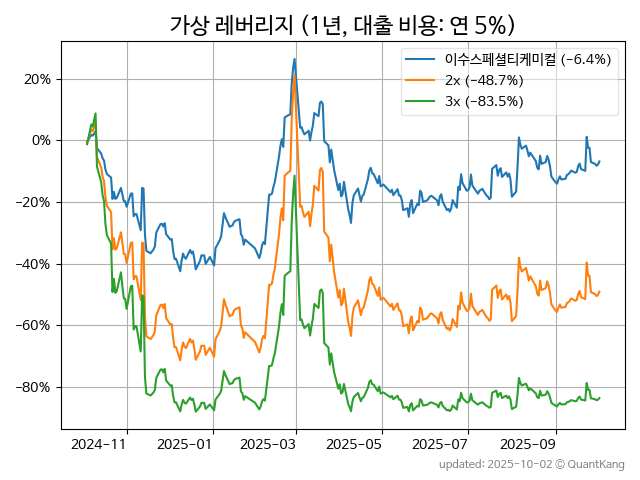 가상 레버리지 (1년, 대출 비용: 연 5%)
이수스페셜티케미컬 (−6.4%)
2x (−48.7%)
3x (−83.5%)
20%
0%
−20%
−40%
−60%
−80%
2024-11 2025-01 2025-03 2025-05 2025-07 2025-09
updated: 2025-10-02 © QuantKang